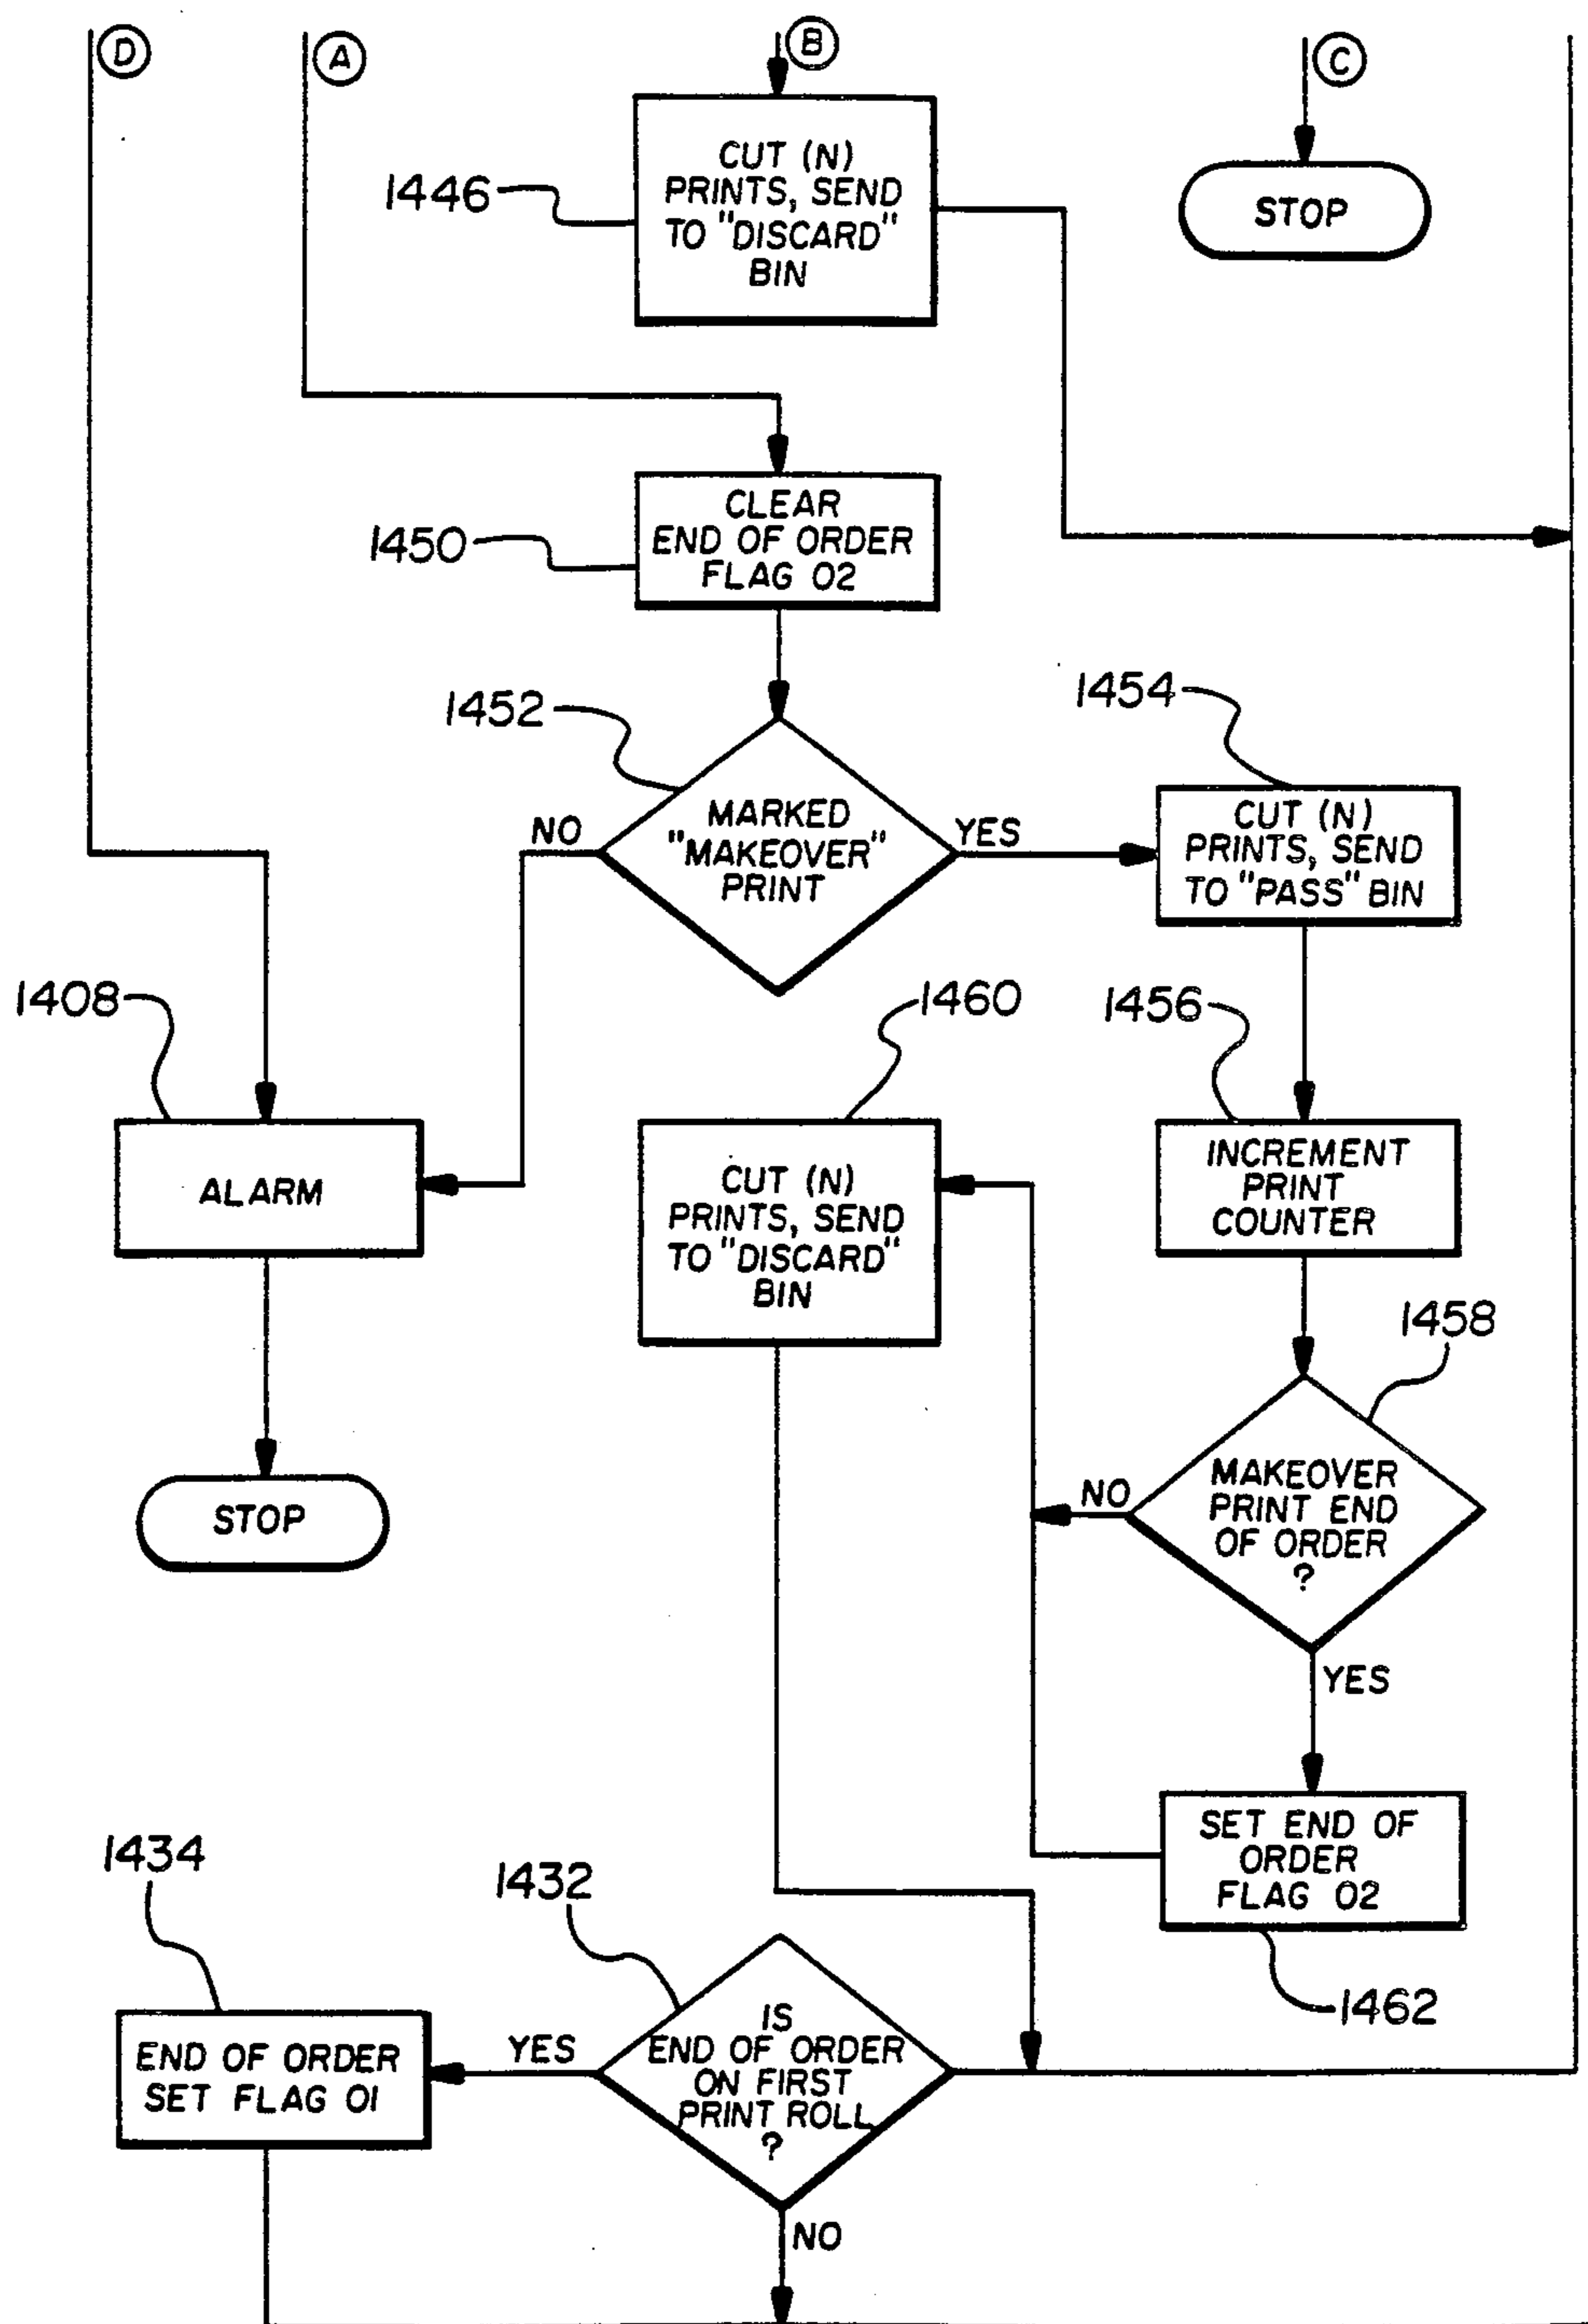 D
A
B
C
CUT (N)
PRINTS, SEND
TO "DISCARD"
BIN
1446
STOP
CLEAR
END OF ORDER
FLAG 02
1450
1452
1454
MARKED
"MAKEOVER"
PRINT
NO
YES
CUT (N)
PRINTS, SEND
TO "PASS" BIN
1408
1460
1456
ALARM
CUT (N)
PRINTS, SEND
TO "DISCARD"
BIN
INCREMENT
PRINT
COUNTER
1458
STOP
NO
MAKEOVER
PRINT END
OF ORDER
?
YES
1434
1432
SET END OF
ORDER
FLAG 02
1462
END OF ORDER
SET FLAG 01
YES
IS
END OF ORDER
ON FIRST
PRINT ROLL
?
NO